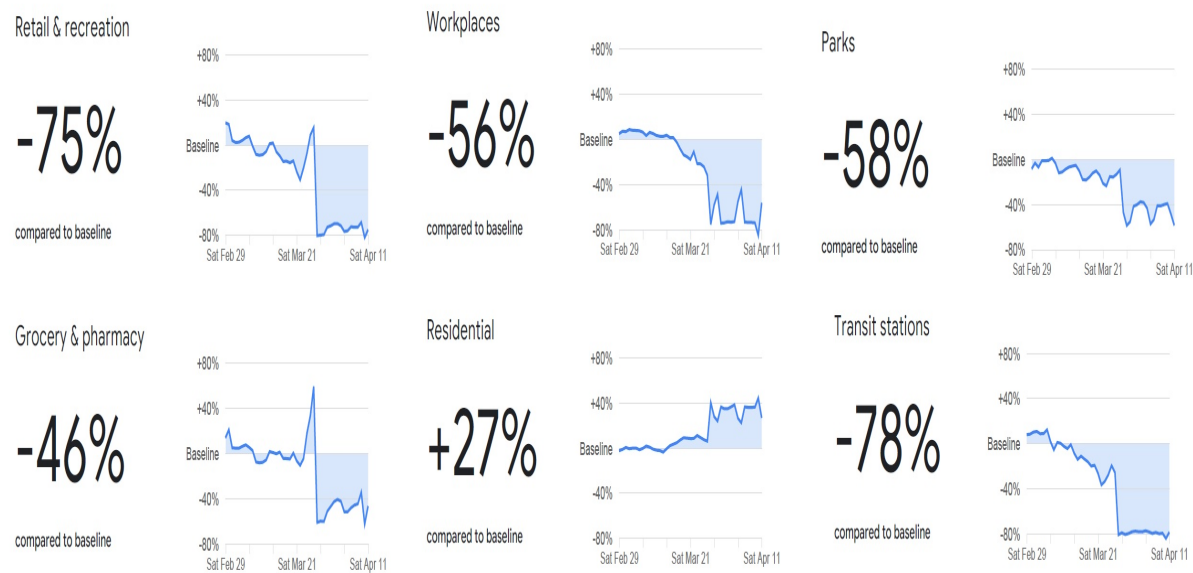 Retail & recreation
-75%
compared to baseline
+80%
+40%
Baseline
-40%
-80%
Sat Feb 29 Sat Mar 21 Sat Apr 11
Workplaces
-56%
compared to baseline
+80%
+40%
Baseline
-40%
-80%
Sat Feb 29 Sat Mar 21 Sat Apr 11
Parks
-58%
compared to baseline
+80%
+40%
Baseline
-40%
-80%
Sat Feb 29 Sat Mar 21 Sat Apr 11
Grocery & pharmacy
-46%
compared to baseline
+80%
+40%
Baseline
-40%
-80%
Sat Feb 29 Sat Mar 21 Sat Apr 11
Residential
+27%
compared to baseline
+80%
+40%
Baseline
-40%
-80%
Sat Feb 29 Sat Mar 21 Sat Apr 11
Transit stations
-78%
compared to baseline
+80%
+40%
Baseline
-40%
-80%
Sat Feb 29 Sat Mar 21 Sat Apr 11